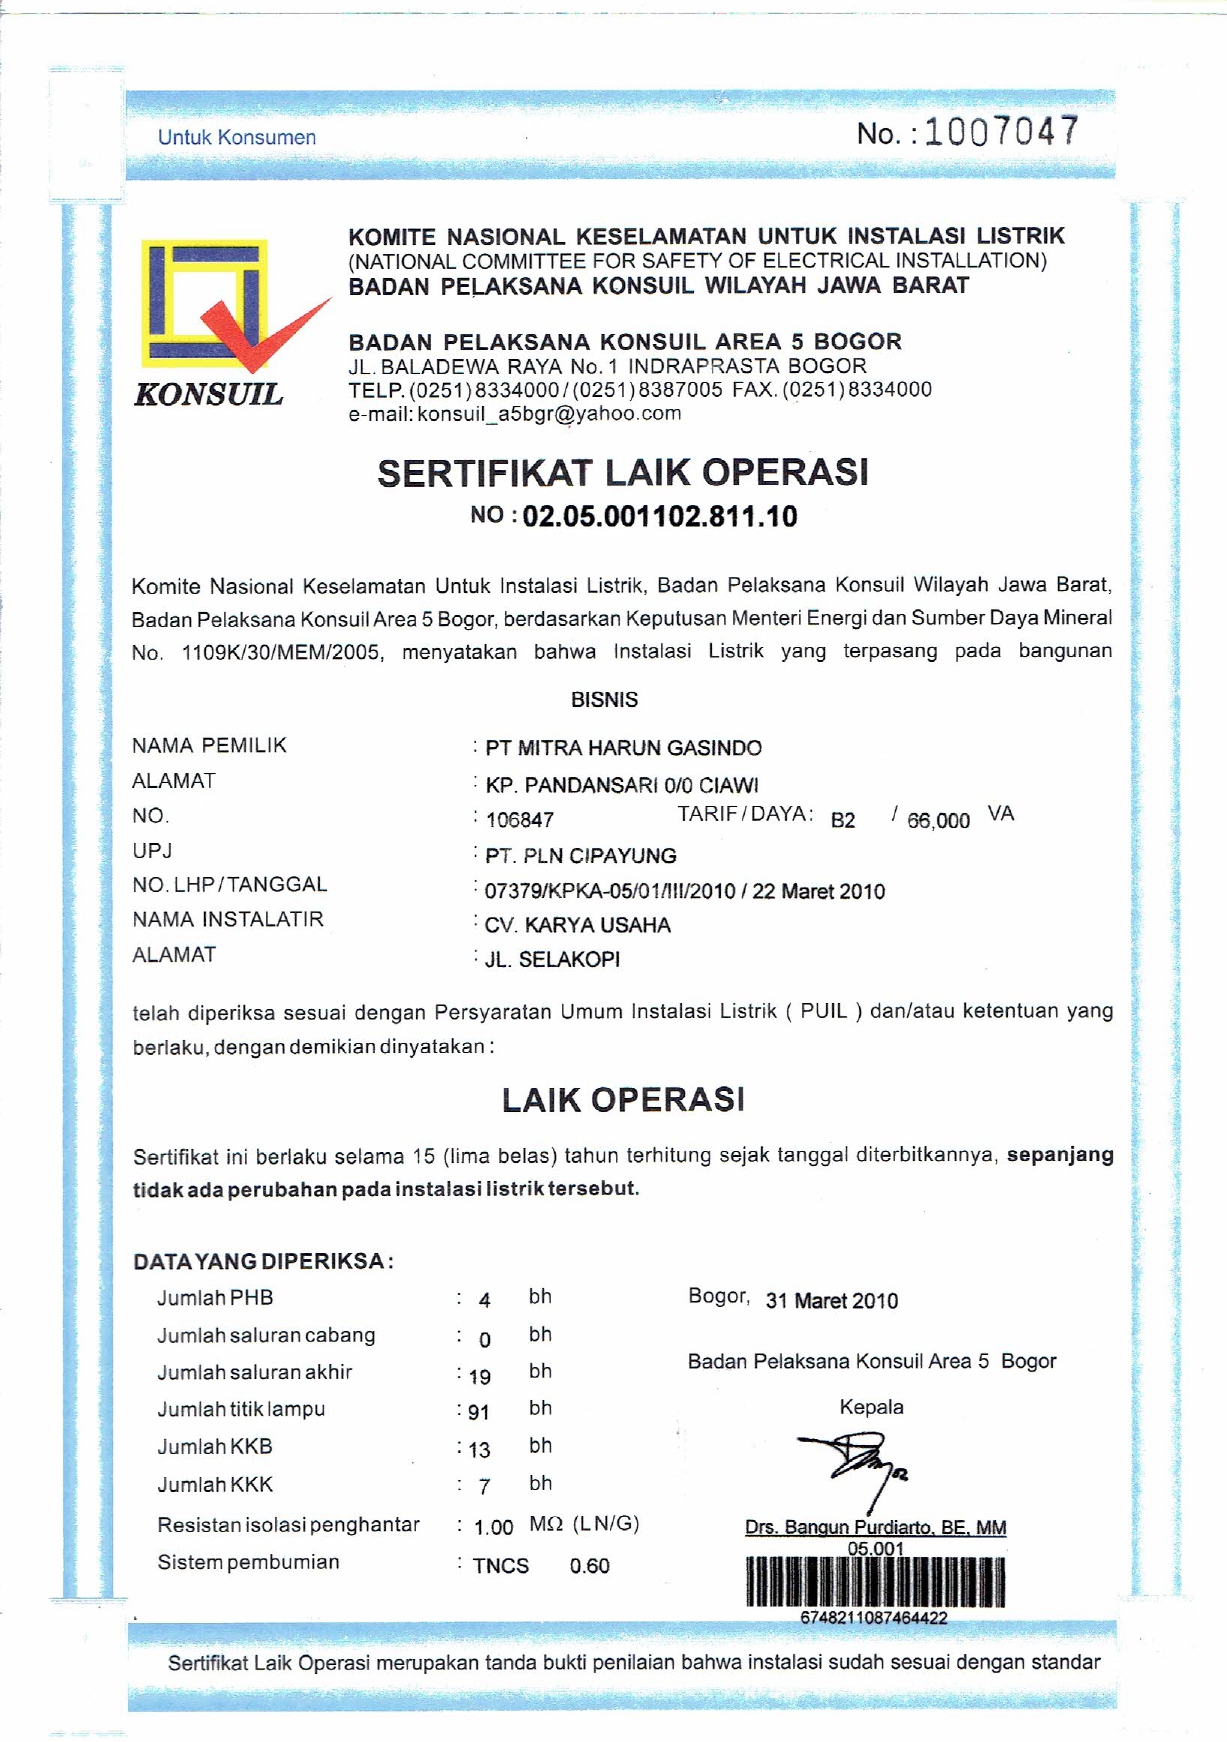 Untuk Konsumen
No. : 1007047
KOMITE NASIONAL KESELAMATAN UNTUK INSTALASI LISTRIK
(NATIONAL COMMITTEE FOR SAFETY OF ELECTRICAL INSTALLATION)
BADAN PELAKSANA KONSUIL WILAYAH JAWA BARAT
BADAN PELAKSANA KONSUIL AREA 5 BOGOR
JL. BALADEWA RAYA No. 1 INDRAPRASTA BOGOR
TELP. (0251) 8334000 / (0251) 8387005 FAX. (0251) 8334000
e-mail: konsuil_a5bgr@yahoo.com
KONSUIL
SERTIFIKAT LAIK OPERASI
NO : 02.05.001102.811.10
Komite Nasional Keselamatan Untuk Instalasi Listrik, Badan Pelaksana Konsuil Wilayah Jawa Barat,
Badan Pelaksana Konsuil Area 5 Bogor, berdasarkan Keputusan Menteri Energi dan Sumber Daya Mineral
No. 1109K/30/MEM/2005, menyatakan bahwa Instalasi Listrik yang terpasang pada bangunan
BISNIS
NAMA PEMILIK : PT MITRA HARUN GASINDO
ALAMAT : KP. PANDANSARI 0/0 CIAWI
NO. : 106847 TARIF / DAYA : B2 / 66,000 VA
UPJ : PT. PLN CIPAYUNG
NO. LHP / TANGGAL : 07379/KPKA-05/01/III/2010 / 22 Maret 2010
NAMA INSTALATIR : CV. KARYA USAHA
ALAMAT : JL. SELAKOPI
telah diperiksa sesuai dengan Persyaratan Umum Instalasi Listrik ( PUIL ) dan/atau ketentuan yang
berlaku, dengan demikian dinyatakan :
LAIK OPERASI
Sertifikat ini berlaku selama 15 (lima belas) tahun terhitung sejak tanggal diterbitkannya, sepanjang
tidak ada perubahan pada instalasi listrik tersebut.
DATA YANG DIPERIKSA :
Jumlah PHB : 4 bh
Jumlah saluran cabang : 0 bh
Jumlah saluran akhir : 19 bh
Jumlah titik lampu : 91 bh
Jumlah KKB : 13 bh
Jumlah KKK : 7 bh
Resistan isolasi penghantar : 1.00 MΩ (LN/G)
Sistem pembumian : TNCS 0.60
Bogor, 31 Maret 2010
Badan Pelaksana Konsuil Area 5 Bogor
Kepala
Drs. Bangun Purdiarto, BE, MM
05.001
6748211087464422
Sertifikat Laik Operasi merupakan tanda bukti penilaian bahwa instalasi sudah sesuai dengan standar